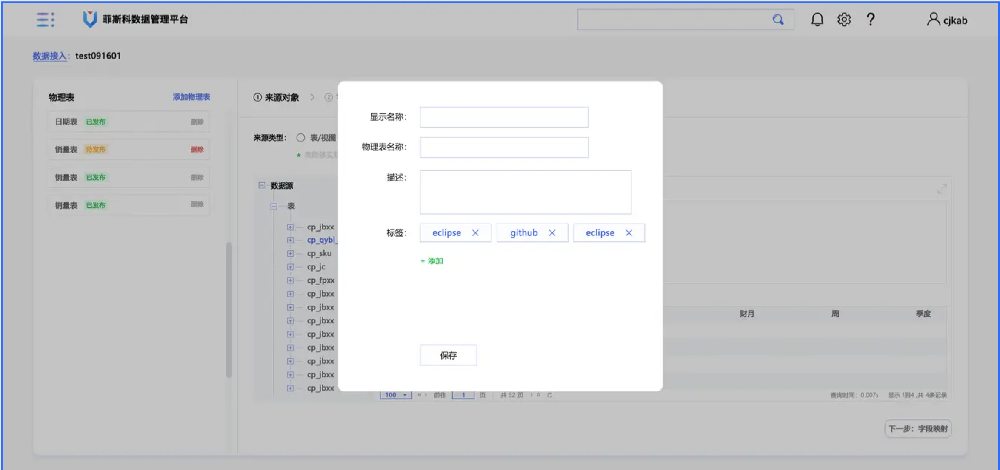 菲斯科数据管理平台
cjkab
数据接入： test091601
物理表 添加物理表
日期表 已发布 删除
销量表 待发布 删除
销量表 已发布 删除
销量表 已发布 删除
① 来源对象 > ②
来源类型： 表/视图
* 表能够实现
数据源
表
cp_jbxx
cp_qybl_
cp_sku
cp_jc
cp_fpxx
cp_jbxx
cp_jbxx
cp_jbxx
cp_jbxx
cp_jbxx
cp_jbxx
cp_jbxx
cp_jbxx
显示名称：
物理表名称：
描述：
标签： eclipse × github × eclipse ×
+ 添加
保存
财月 周 季度
100 « ‹ 前往 1 页 共 52 页 › »
查询时间： 0.007s 显示 1到4 ,共 4条记录
下一步：字段映射